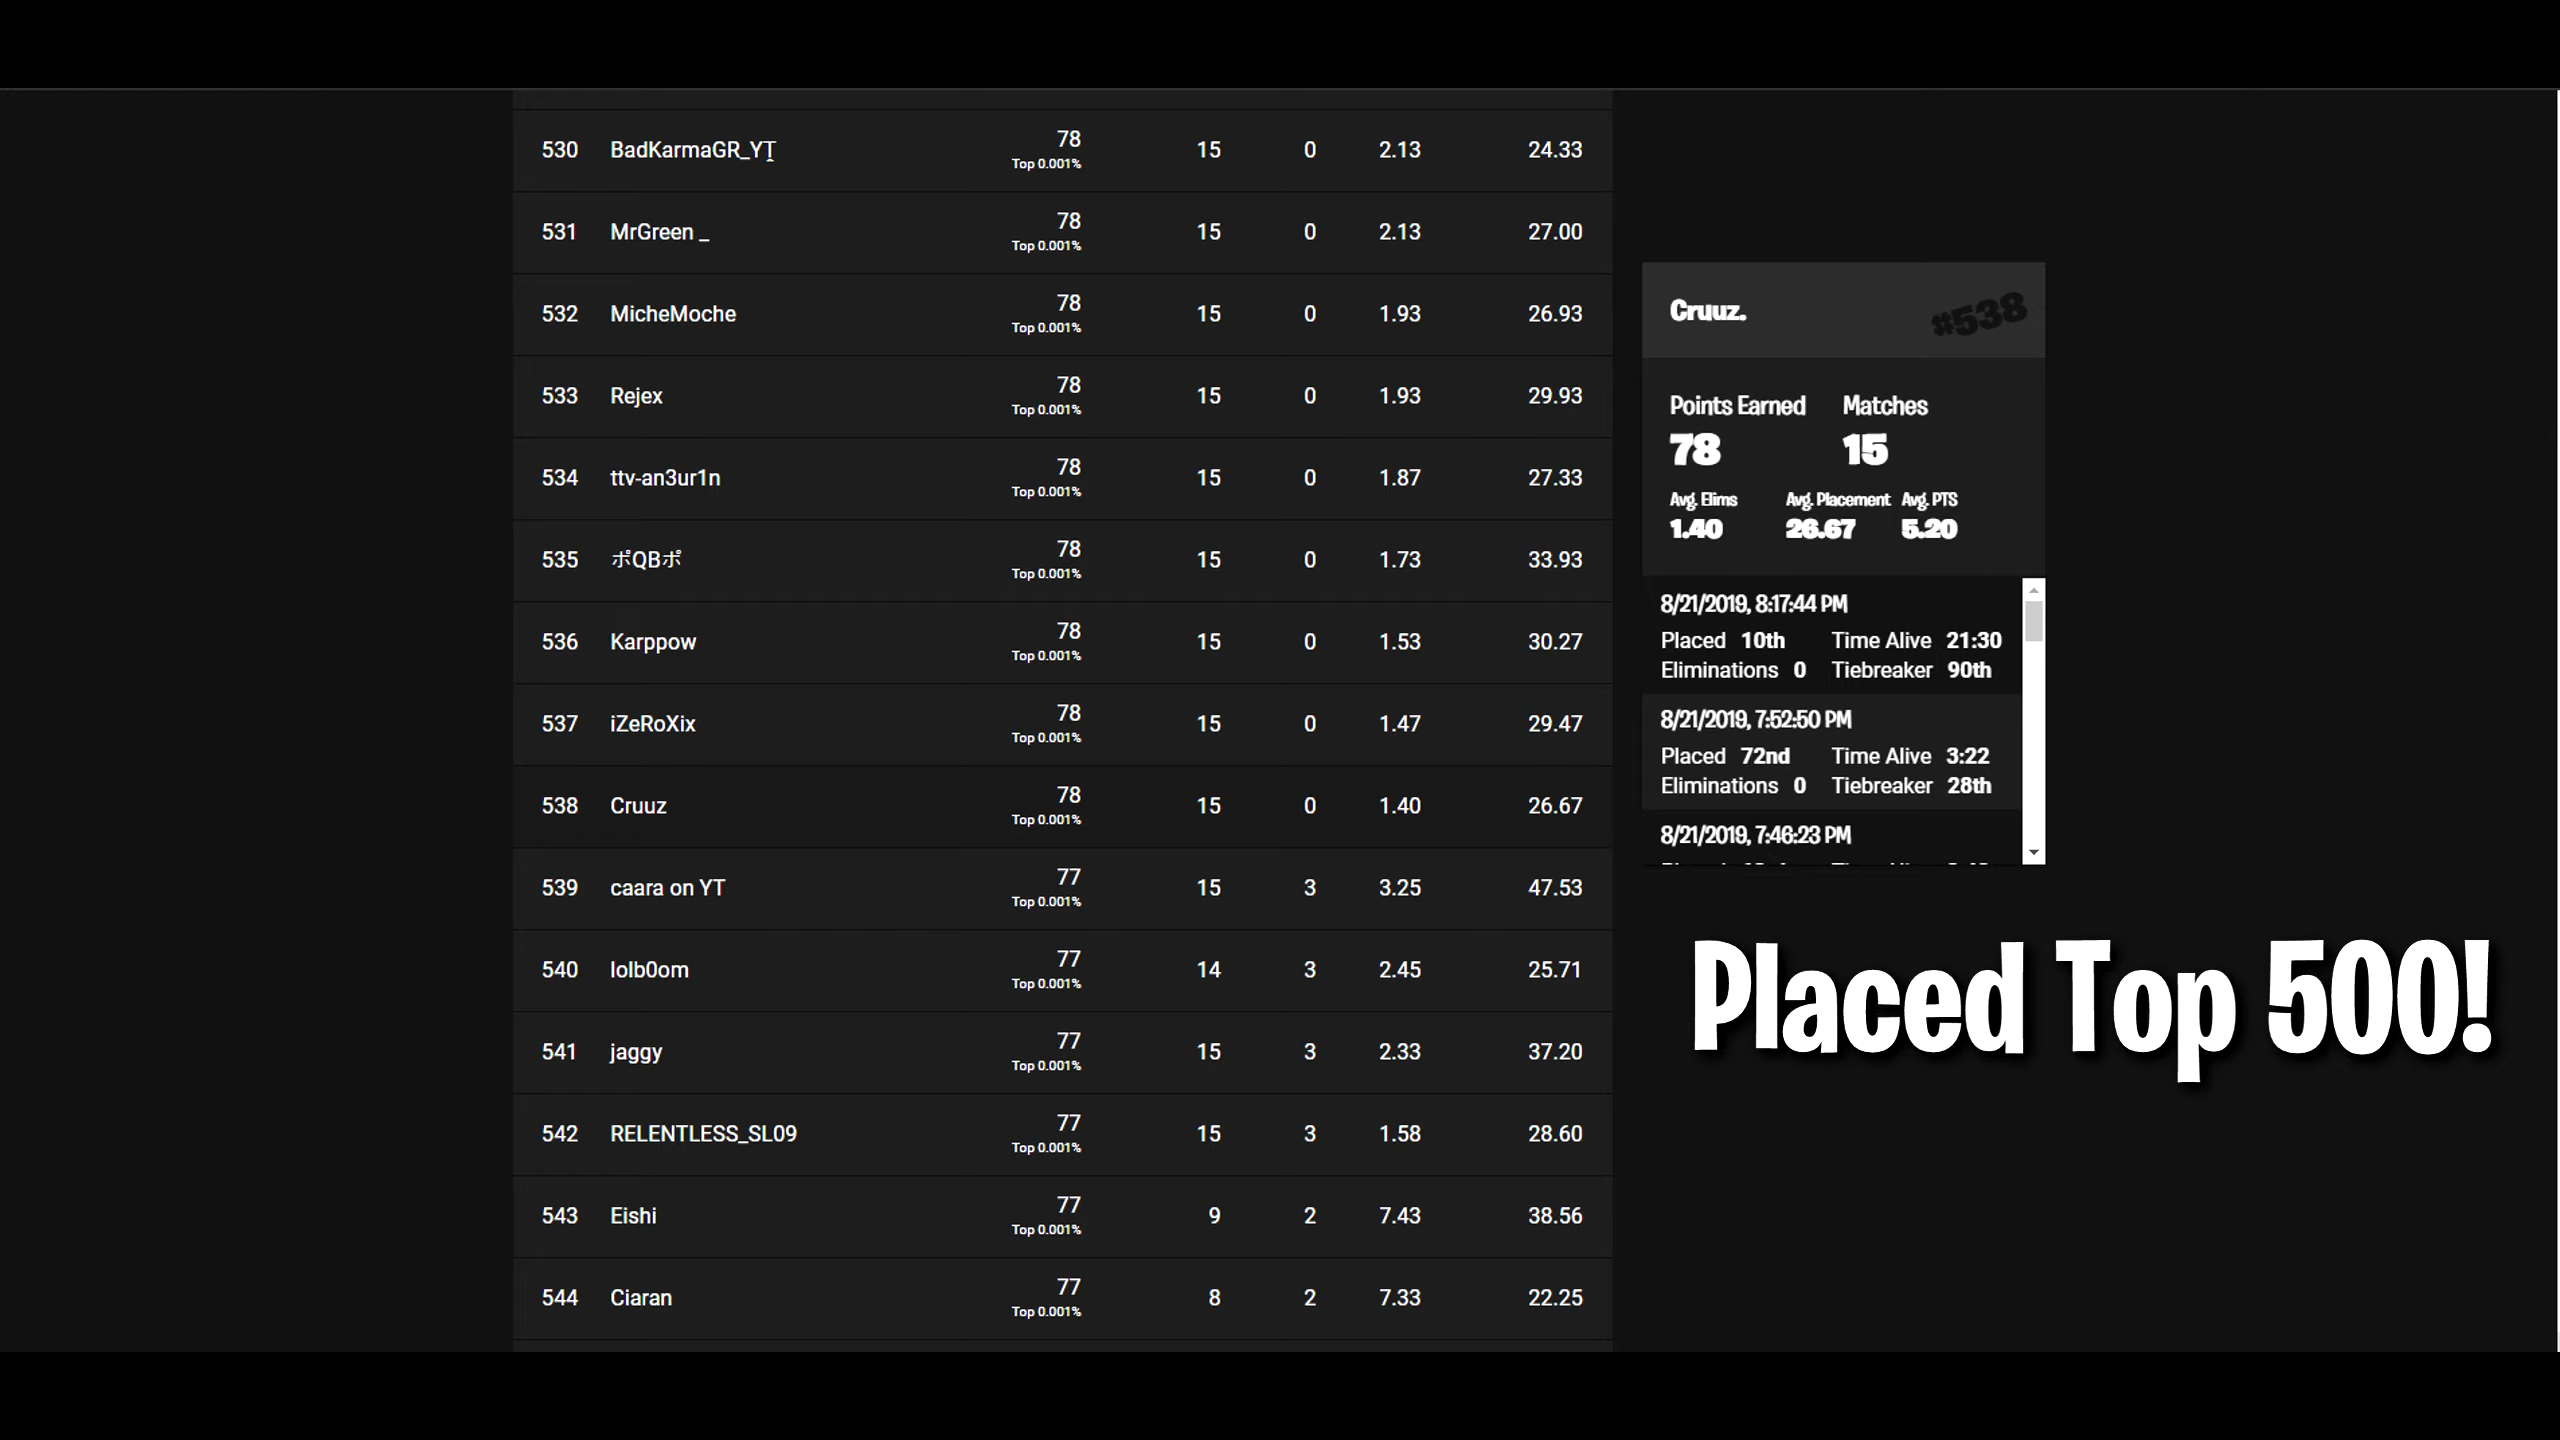 530 BadKarmaGR_YT 78 15 0 2.13 24.33
Top 0.001%
531 MrGreen _ 78 15 0 2.13 27.00
Top 0.001%
532 MicheMoche 78 15 0 1.93 26.93
Top 0.001%
533 Rejex 78 15 0 1.93 29.93
Top 0.001%
534 ttv-an3ur1n 78 15 0 1.87 27.33
Top 0.001%
535 ポQBポ 78 15 0 1.73 33.93
Top 0.001%
536 Karppow 78 15 0 1.53 30.27
Top 0.001%
537 iZeRoXix 78 15 0 1.47 29.47
Top 0.001%
538 Cruuz 78 15 0 1.40 26.67
Top 0.001%
539 caara on YT 77 15 3 3.25 47.53
Top 0.001%
540 lolb0om 77 14 3 2.45 25.71
Top 0.001%
541 jaggy 77 15 3 2.33 37.20
Top 0.001%
542 RELENTLESS_SL09 77 15 3 1.58 28.60
Top 0.001%
543 Eishi 77 9 2 7.43 38.56
Top 0.001%
544 Ciaran 77 8 2 7.33 22.25
Top 0.001%
Cruuz. #538
Points Earned Matches
78 15
Avg. Elims Avg. Placement Avg. PTS
1.40 26.67 5.20
8/21/2019, 8:17:44 PM
Placed 10th Time Alive 21:30
Eliminations 0 Tiebreaker 90th
8/21/2019, 7:52:50 PM
Placed 72nd Time Alive 3:22
Eliminations 0 Tiebreaker 28th
8/21/2019, 7:46:23 PM
Placed Top 500!